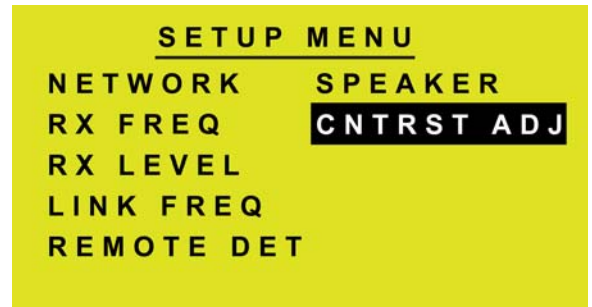 SETUP MENU
NETWORK SPEAKER
RX FREQ CNTRST ADJ
RX LEVEL
LINK FREQ
REMOTE DET